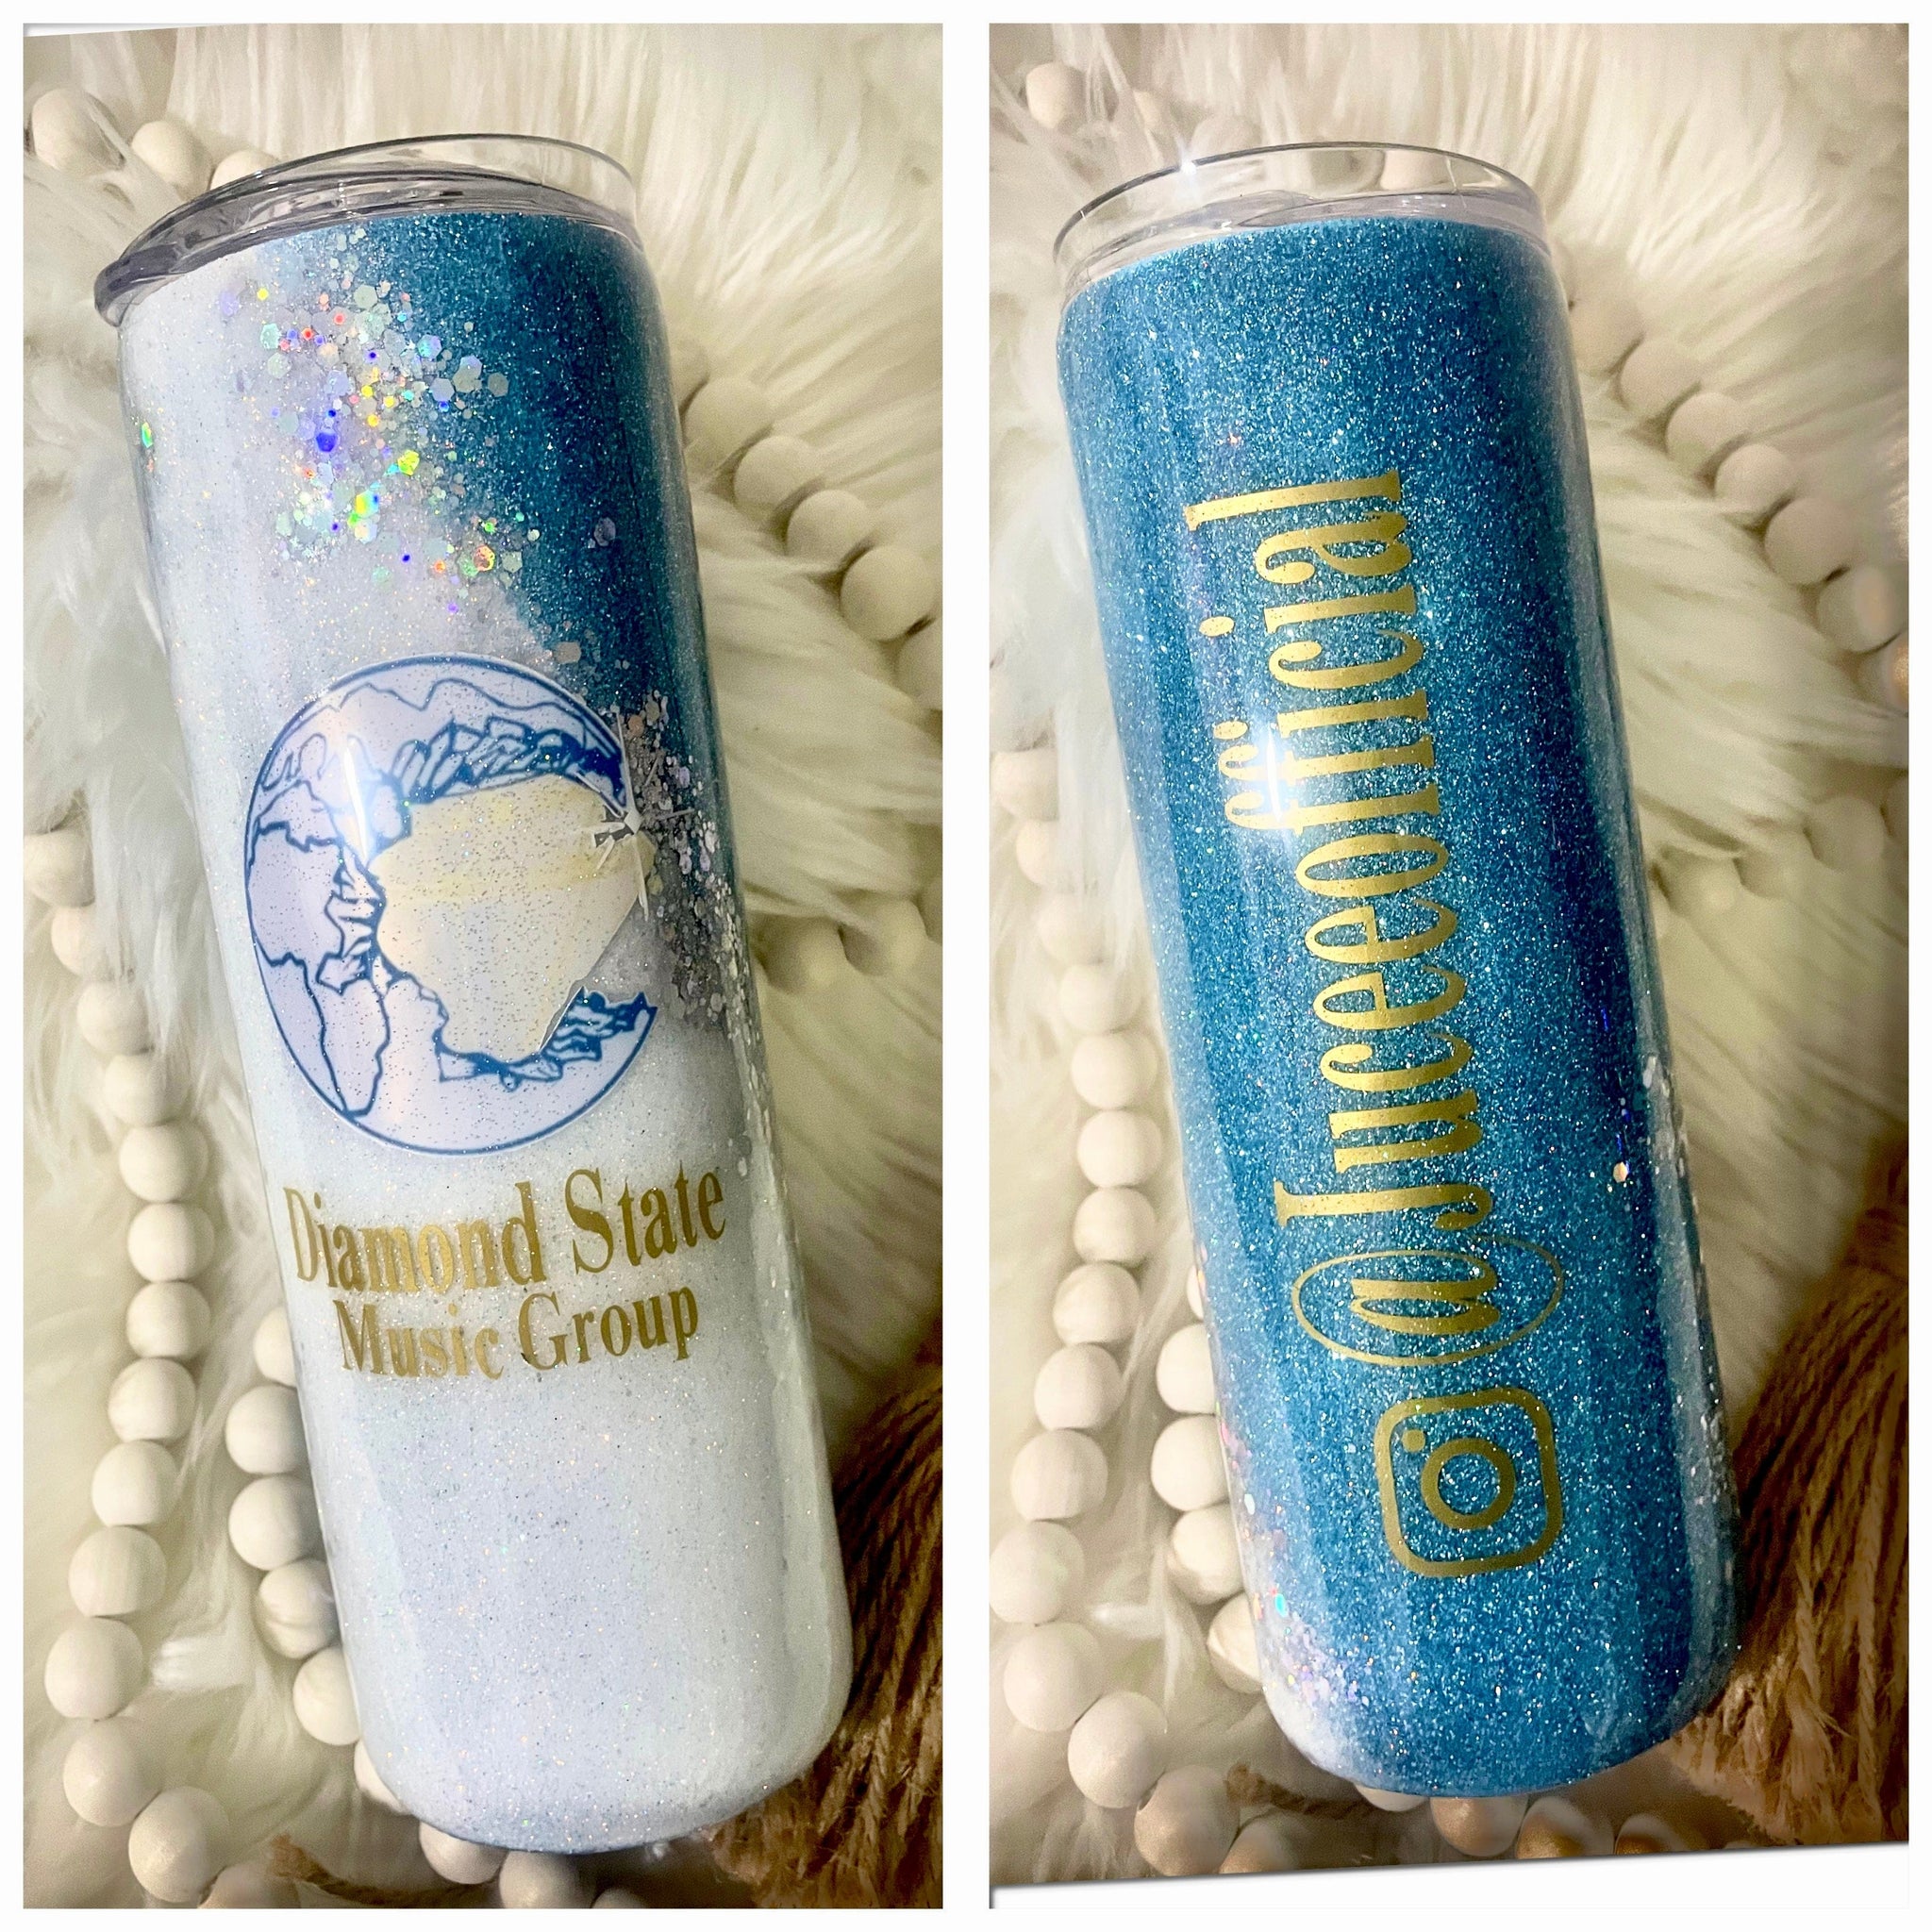 Diamond State
Music Group
@Juceeofficial